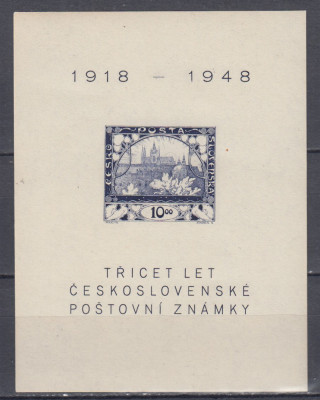 1918 - 1948
POŠTA
ČESKO
SLOVENSKÁ
10 00
TŘICET LET
ČESKOSLOVENSKÉ
POŠTOVNÍ ZNÁMKY